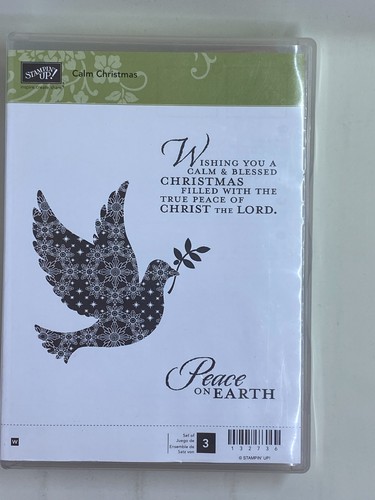 STAMPIN' UP!
Calm Christmas
WISHING YOU A
CALM & BLESSED
CHRISTMAS
FILLED WITH THE
TRUE PEACE OF
CHRIST THE LORD.
Peace
ON EARTH
Set of
Juego de
Ensemble de
Satz von
3
W
132736
© STAMPIN' UP!